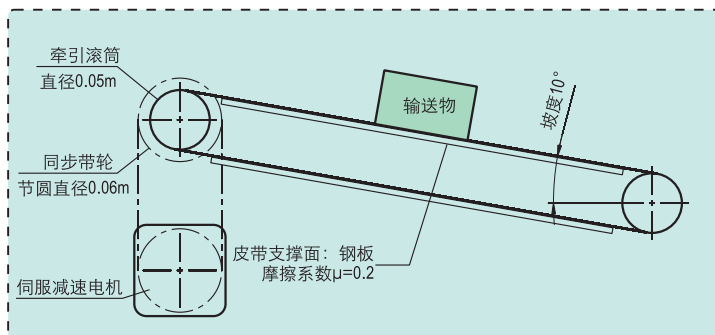 牵引滚筒
直径0.05m
输送物
坡度10°
同步带轮
节圆直径0.06m
皮带支撑面：钢板
摩擦系数μ=0.2
伺服减速电机